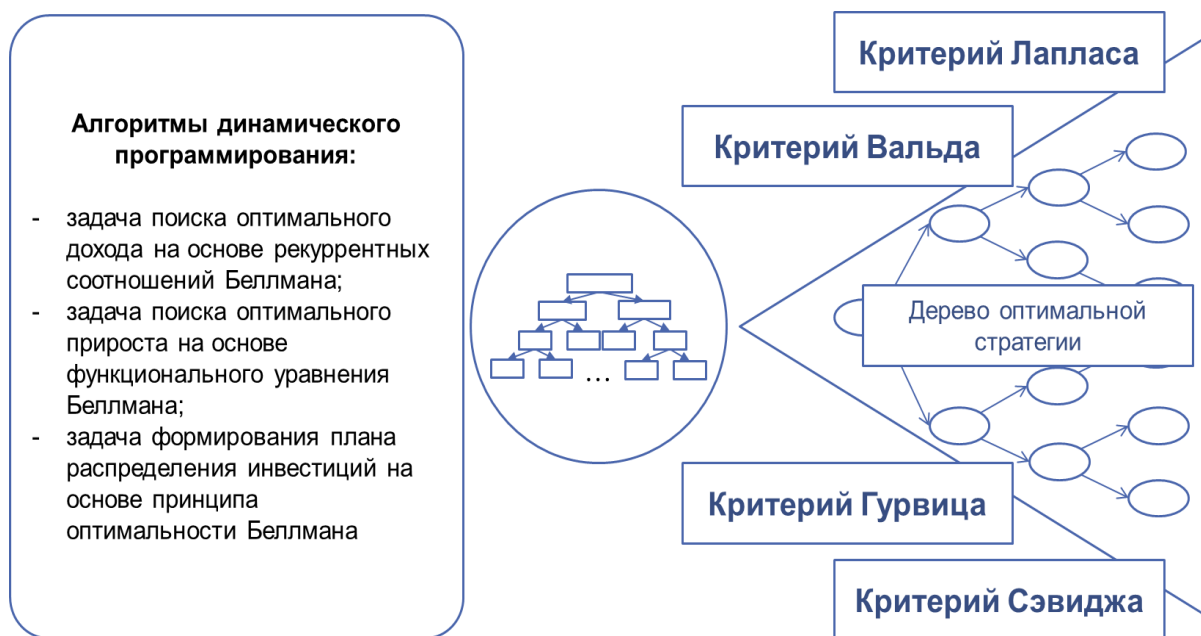 Алгоритмы динамического
программирования:
- задача поиска оптимального
дохода на основе рекуррентных
соотношений Беллмана;
- задача поиска оптимального
прироста на основе
функционального уравнения
Беллмана;
- задача формирования плана
распределения инвестиций на
основе принципа
оптимальности Беллмана
...
Критерий Лапласа
Критерий Вальда
Дерево оптимальной
стратегии
Критерий Гурвица
Критерий Сэвиджа